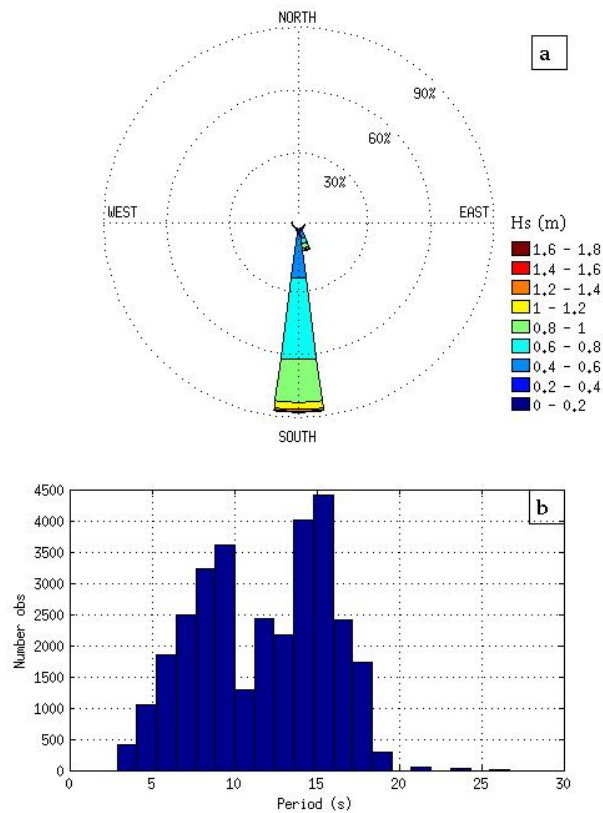 NORTH
a
90%
60%
30%
WEST
EAST
Hs (m)
1.6 - 1.8
1.4 - 1.6
1.2 - 1.4
1 - 1.2
0.8 - 1
0.6 - 0.8
0.4 - 0.6
0.2 - 0.4
0 - 0.2
SOUTH
b
4500
4000
3500
3000
2500
2000
1500
1000
500
0
Number obs
0 5 10 15 20 25 30
Period (s)